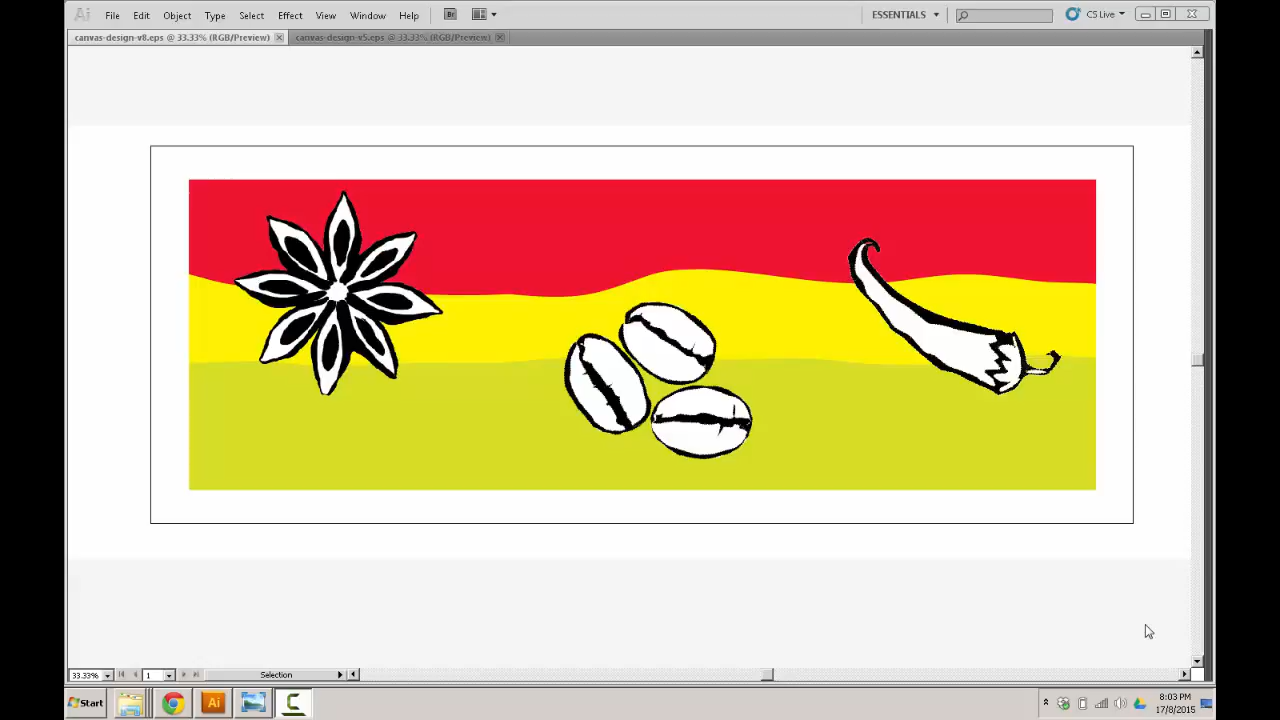 Ai File Edit Object Type Select Effect View Window Help Br ESSENTIALS CS Live
canvas-design-v8.eps @ 33.33% (RGB/Preview) canvas-design-v5.eps @ 33.33% (RGB/Preview)
33.33% 1 Selection
Start Ai 8:03 PM
17/8/2015